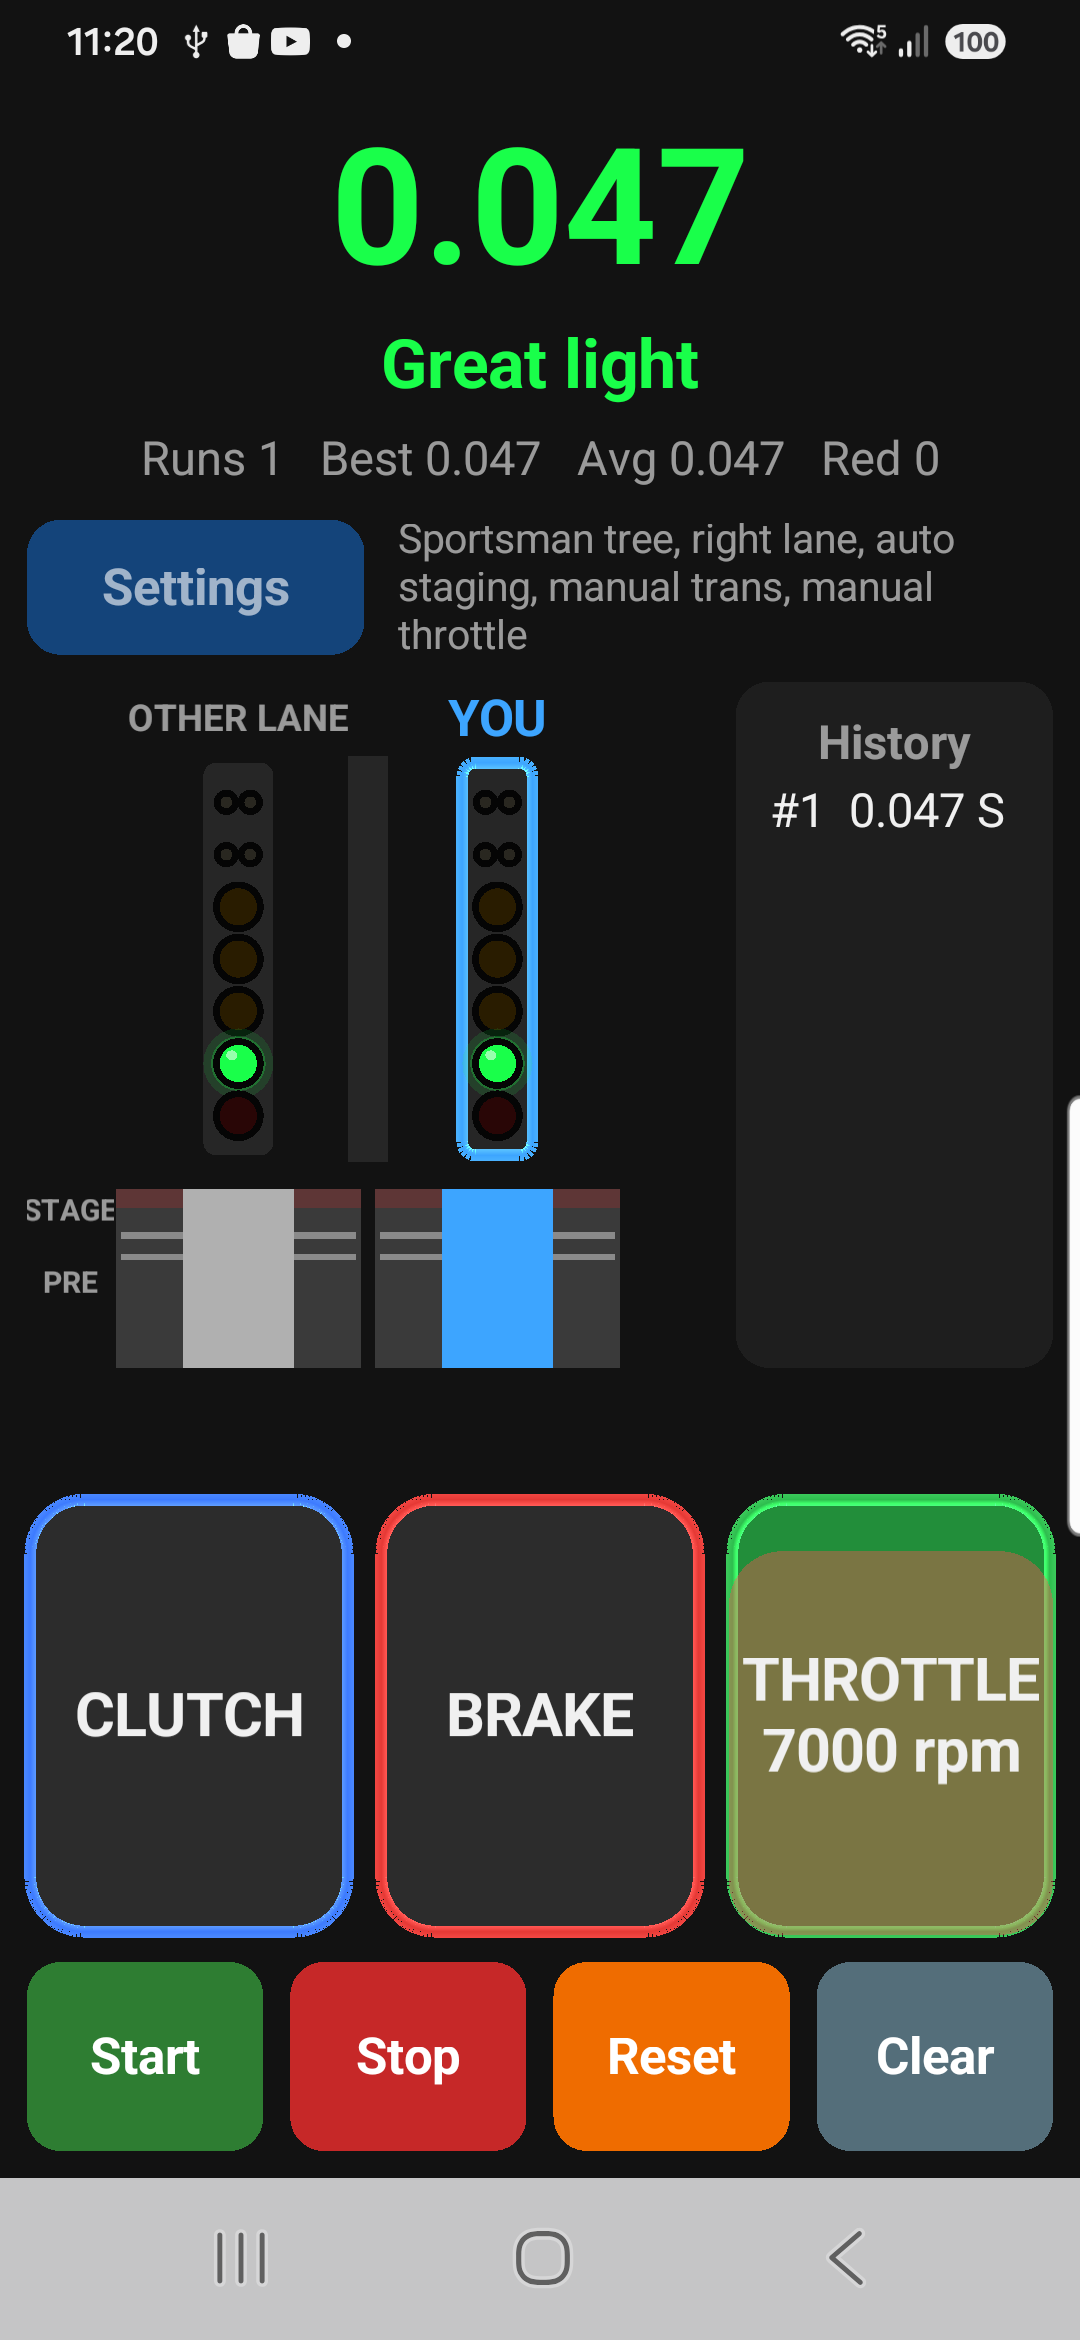 11:20
5
100
0.047
Great light
Runs 1 Best 0.047 Avg 0.047 Red 0
Settings
Sportsman tree, right lane, auto
staging, manual trans, manual
throttle
OTHER LANE
YOU
History
#1 0.047 S
STAGE
PRE
CLUTCH
BRAKE
THROTTLE
7000 rpm
Start
Stop
Reset
Clear